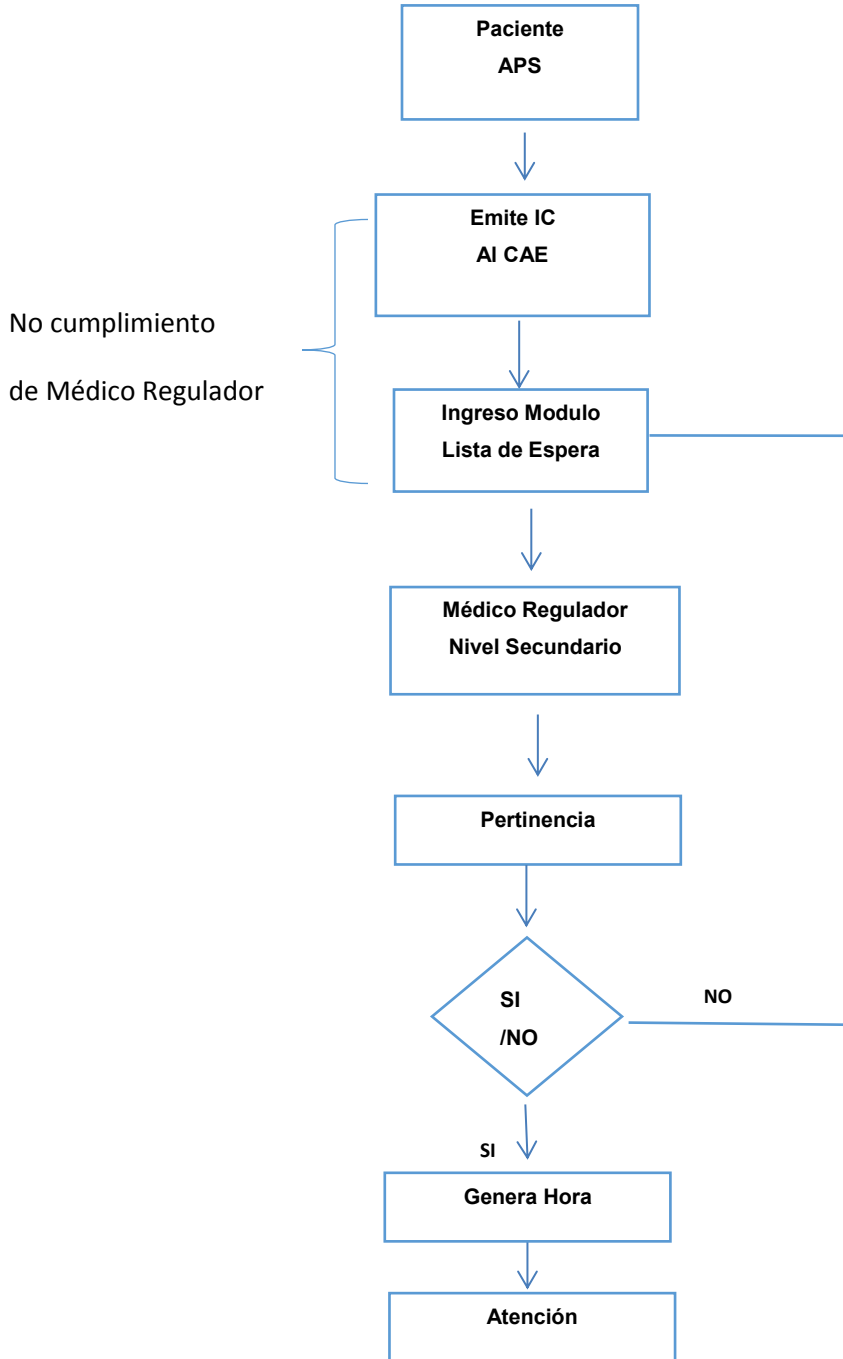 Paciente
APS
Emite IC
Al CAE
No cumplimiento
de Médico Regulador
Ingreso Modulo
Lista de Espera
Médico Regulador
Nivel Secundario
Pertinencia
SI
/NO
NO
SI
Genera Hora
Atención